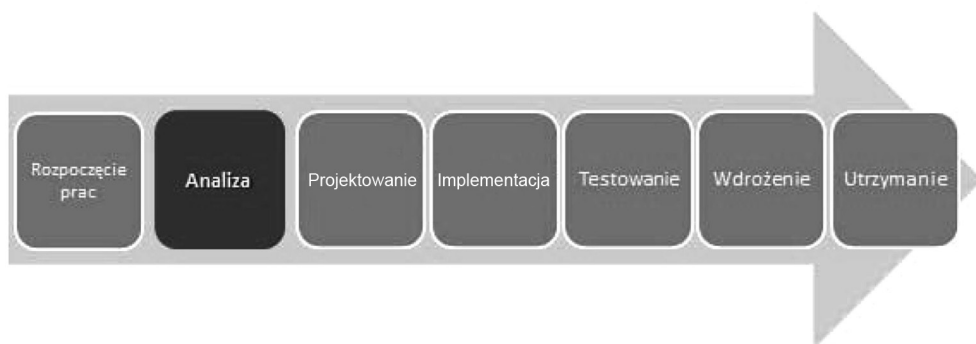 Rozpoczęcie
prac
Analiza
Projektowanie
Implementacja
Testowanie
Wdrożenie
Utrzymanie